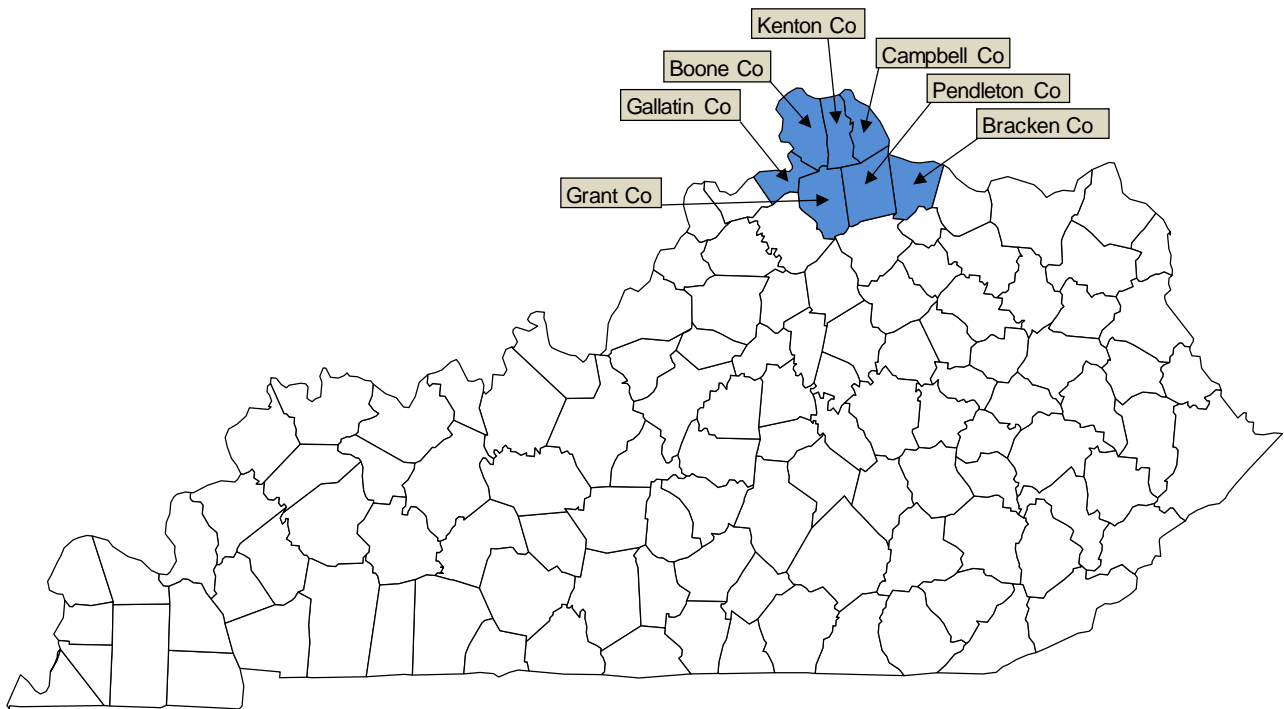 Kenton Co
Campbell Co
Boone Co
Pendleton Co
Gallatin Co
Bracken Co
Grant Co